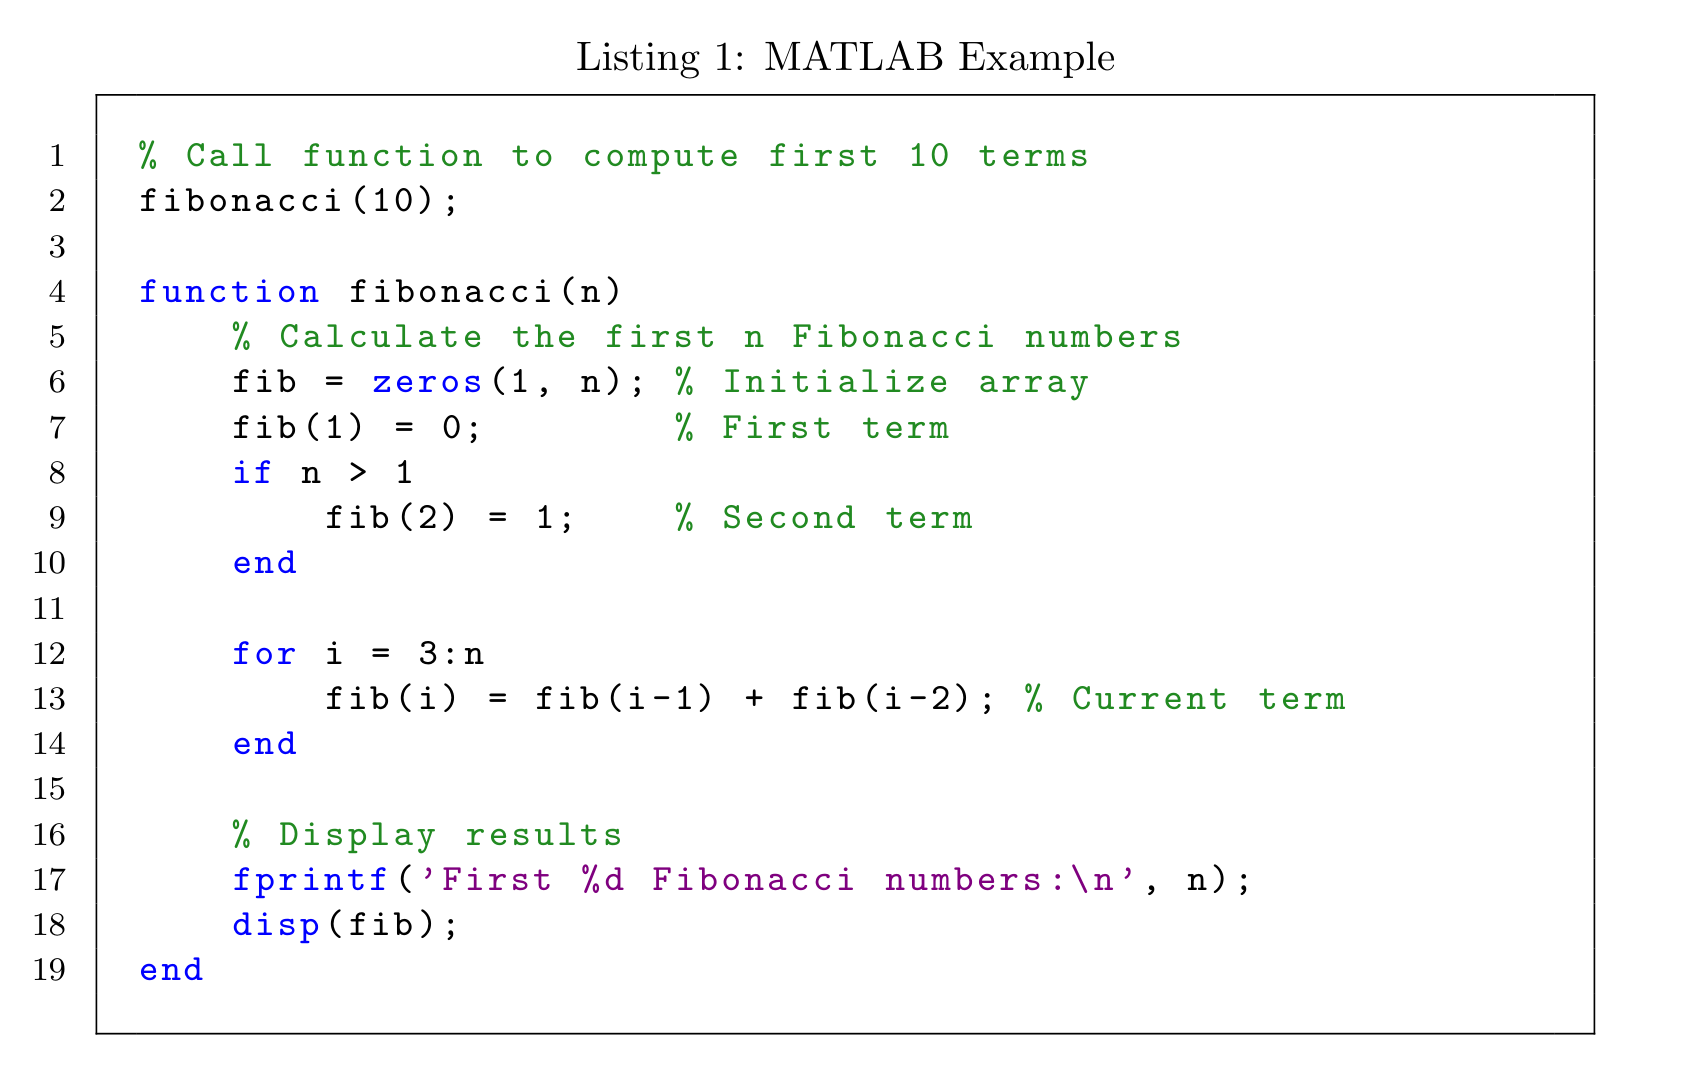 Listing 1: MATLAB Example
1 % Call function to compute first 10 terms
2 fibonacci(10);
3
4 function fibonacci(n)
5     % Calculate the first n Fibonacci numbers
6     fib = zeros(1, n); % Initialize array
7     fib(1) = 0;        % First term
8     if n > 1
9         fib(2) = 1;    % Second term
10     end
11
12     for i = 3:n
13         fib(i) = fib(i-1) + fib(i-2); % Current term
14     end
15
16     % Display results
17     fprintf('First %d Fibonacci numbers:\n', n);
18     disp(fib);
19 end